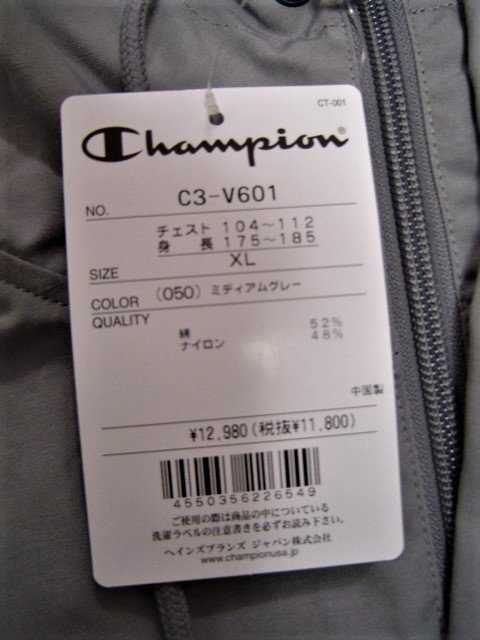 CT-001
Champion®
NO. C3-V601
チェスト 104～112
身長 175～185
SIZE XL
COLOR (050) ミディアムグレー
QUALITY
綿 52%
ナイロン 48%
中国製
¥12,980(税抜¥11,800)
4550356226549
ご使用の際は商品の中についている
洗濯ラベルの注意書きを必ずお読み下さい。
ヘインズブランズ ジャパン株式会社
www.championusa.jp